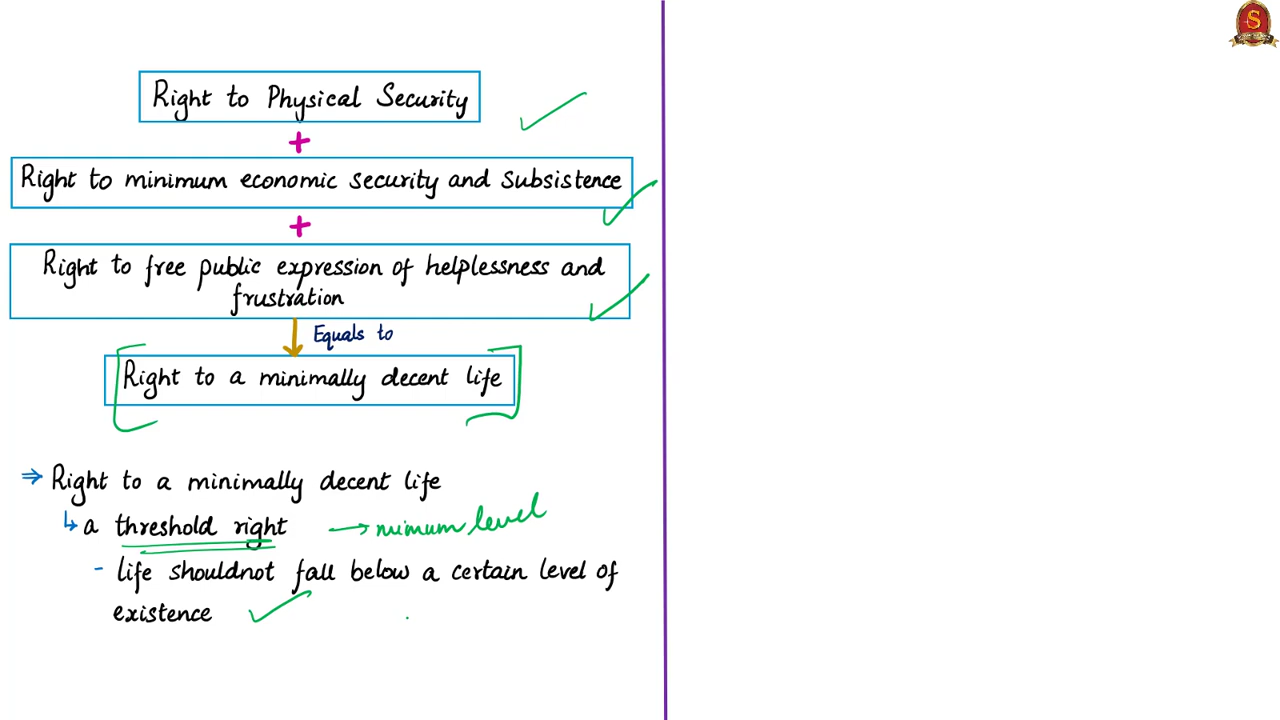 Right to Physical Security
+
Right to minimum economic security and Subsistence
+
Right to free public expression of helplessness and
frustration
Equals to
Right to a minimally decent life
⇒ Right to a minimally decent life
↳ a threshold right → nimum level
- life shouldnot fall below a certain level of
existence
S